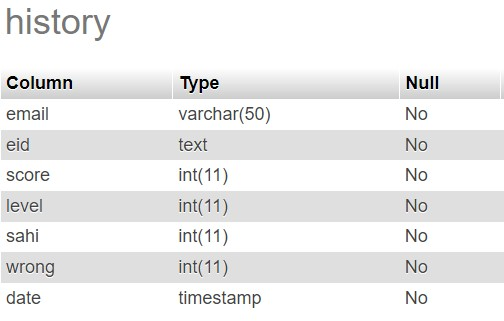 history
Column Type Null
email varchar(50) No
eid text No
score int(11) No
level int(11) No
sahi int(11) No
wrong int(11) No
date timestamp No